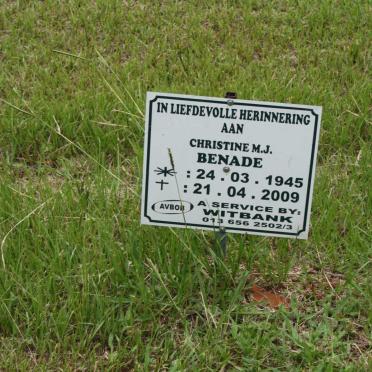 IN LIEFDEVOLLE HERINNERING
AAN
CHRISTINE M.J.
BENADE
* : 24 . 03 . 1945
† : 21 . 04 . 2009
AVBOB A SERVICE BY:
WITBANK
013 656 2502/3